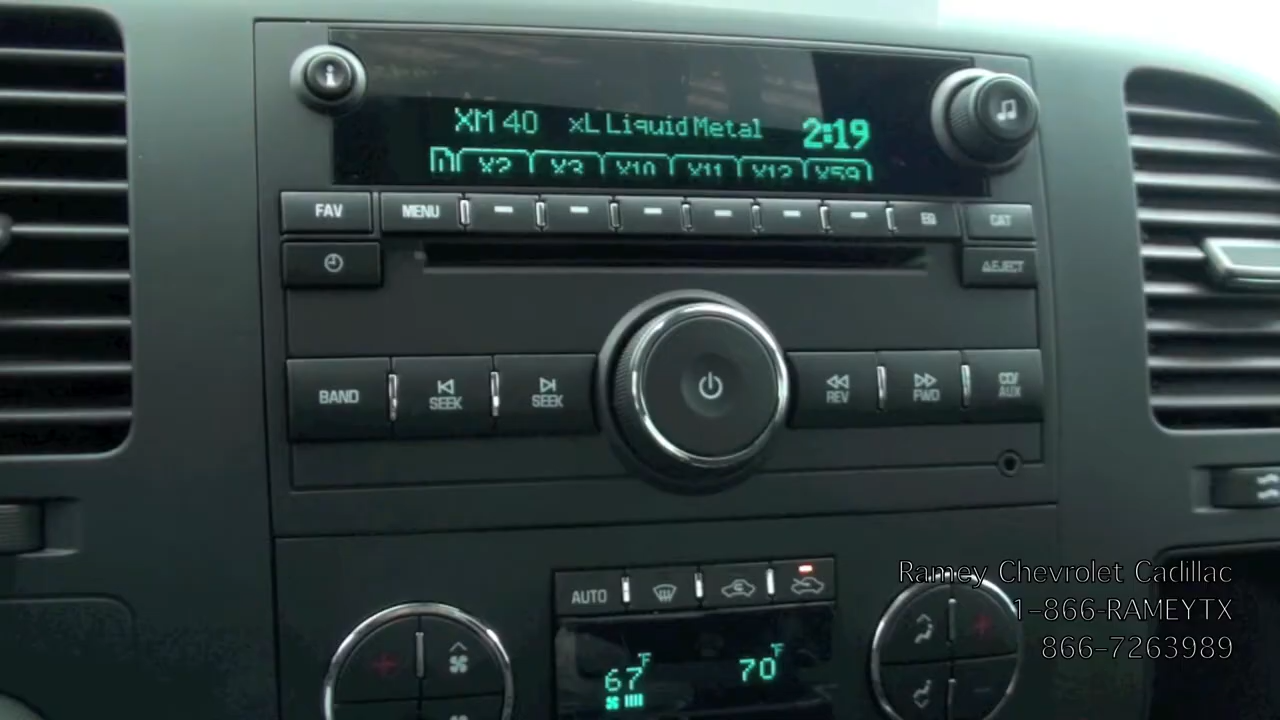 XM 40 xL Liquid Metal 2:19
X2 X3 X10 X11 X12 X59
FAV MENU EQ CAT
EJECT
BAND SEEK SEEK REV FWD CD/
AUX
AUTO
67°F 70°F
Ramey Chevrolet Cadillac
1-866-RAMEYTX
866-7263989